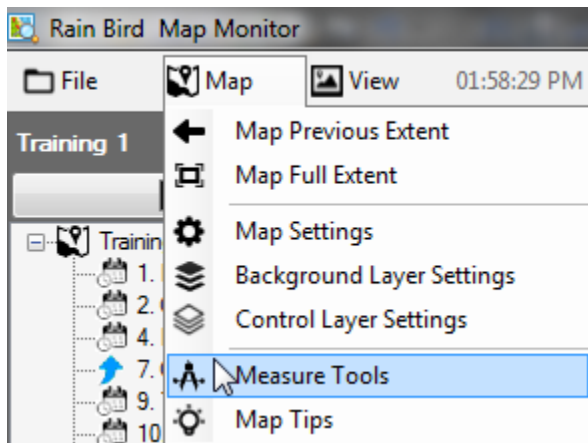 Rain Bird Map Monitor
File Map View 01:58:29 PM
Training 1
Map Previous Extent
Map Full Extent
Trainin
Map Settings
1.
Background Layer Settings
2.
Control Layer Settings
4.
7.
Measure Tools
9.
Map Tips
10